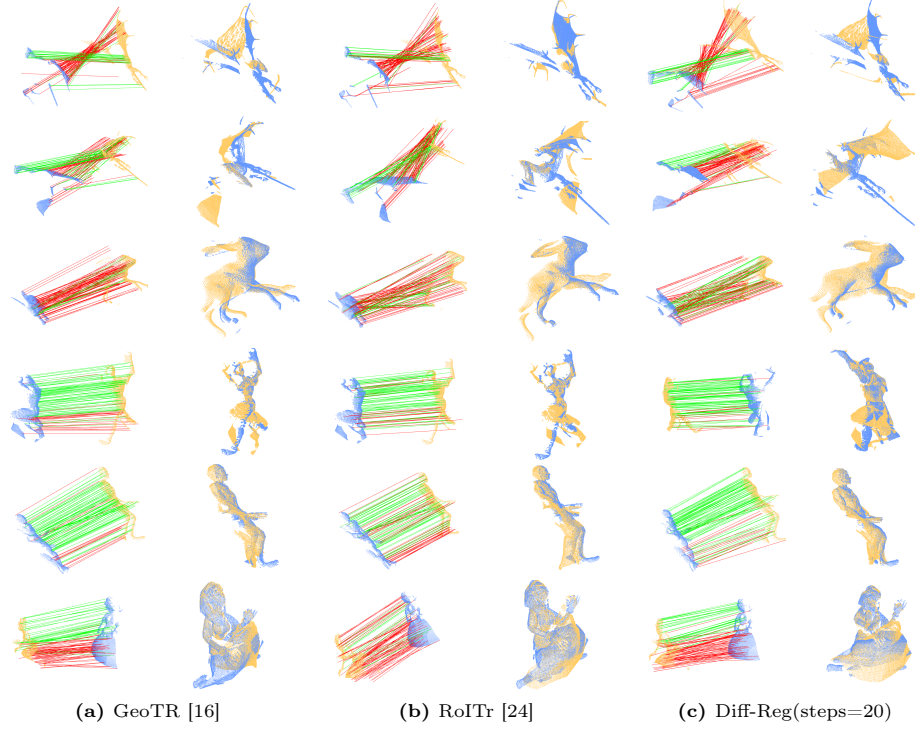 (a) GeoTR [16]
(b) RoITr [24]
(c) Diff-Reg(steps=20)